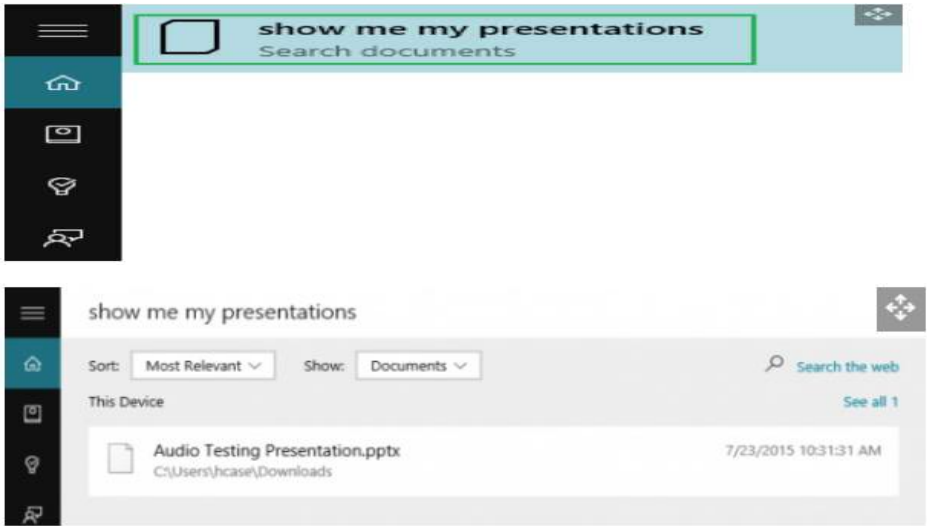 show me my presentations
Search documents
show me my presentations
Sort: Most Relevant Show: Documents Search the web
This Device See all 1
Audio Testing Presentation.pptx 7/23/2015 10:31:31 AM
C:\Users\hcase\Downloads